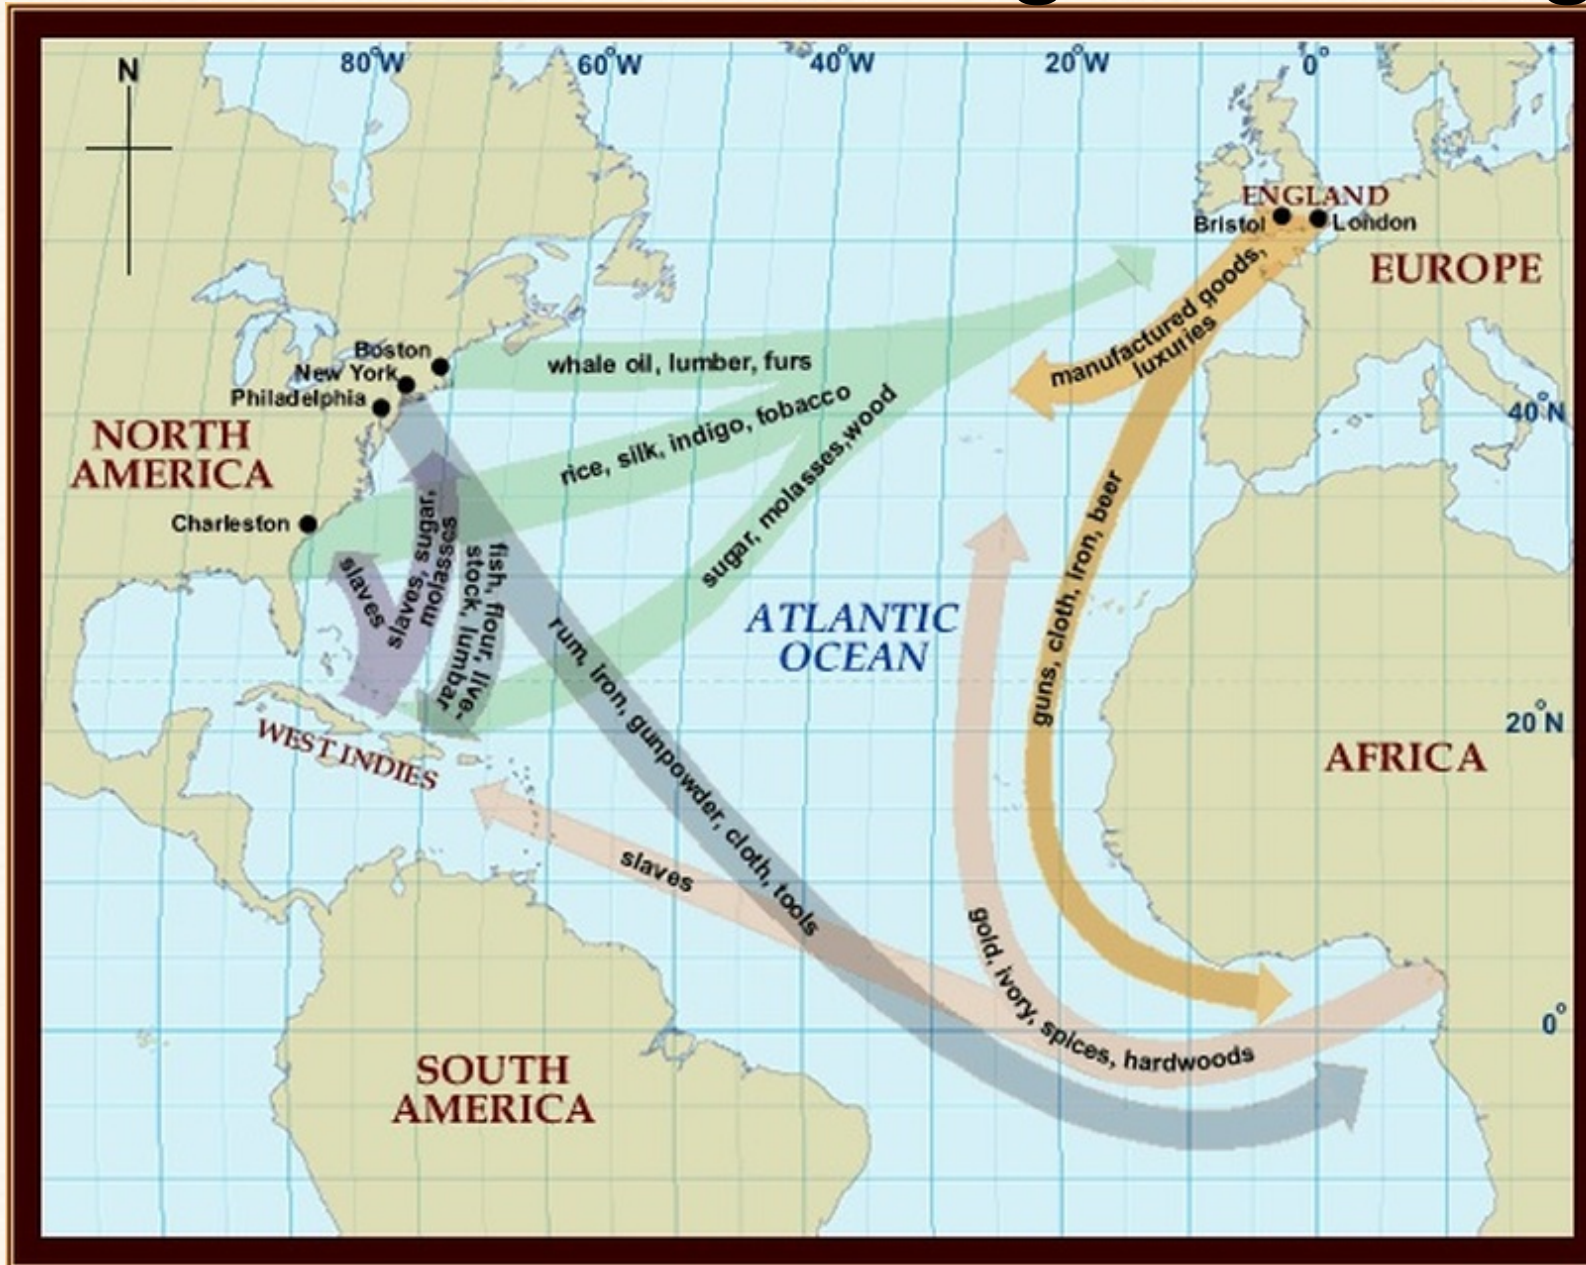 N
80°W
60°W
40°W
20°W
0°
ENGLAND
Bristol
London
EUROPE
manufactured goods,
luxuries
Boston
New York
Philadelphia
whale oil, lumber, furs
rice, silk, indigo, fobacco
sugar, molasses,wood
40°N
NORTH
AMERICA
Charleston
slaves
slaves, sugar,
molasses
fish, flour, live-
stock, lumbar
guns, cloth, iron, beer
ATLANTIC
OCEAN
rum, iron, gunpowder, cloth, tools
20°N
WEST INDIES
AFRICA
slaves
gold, ivory, spices, hardwoods
0°
SOUTH
AMERICA